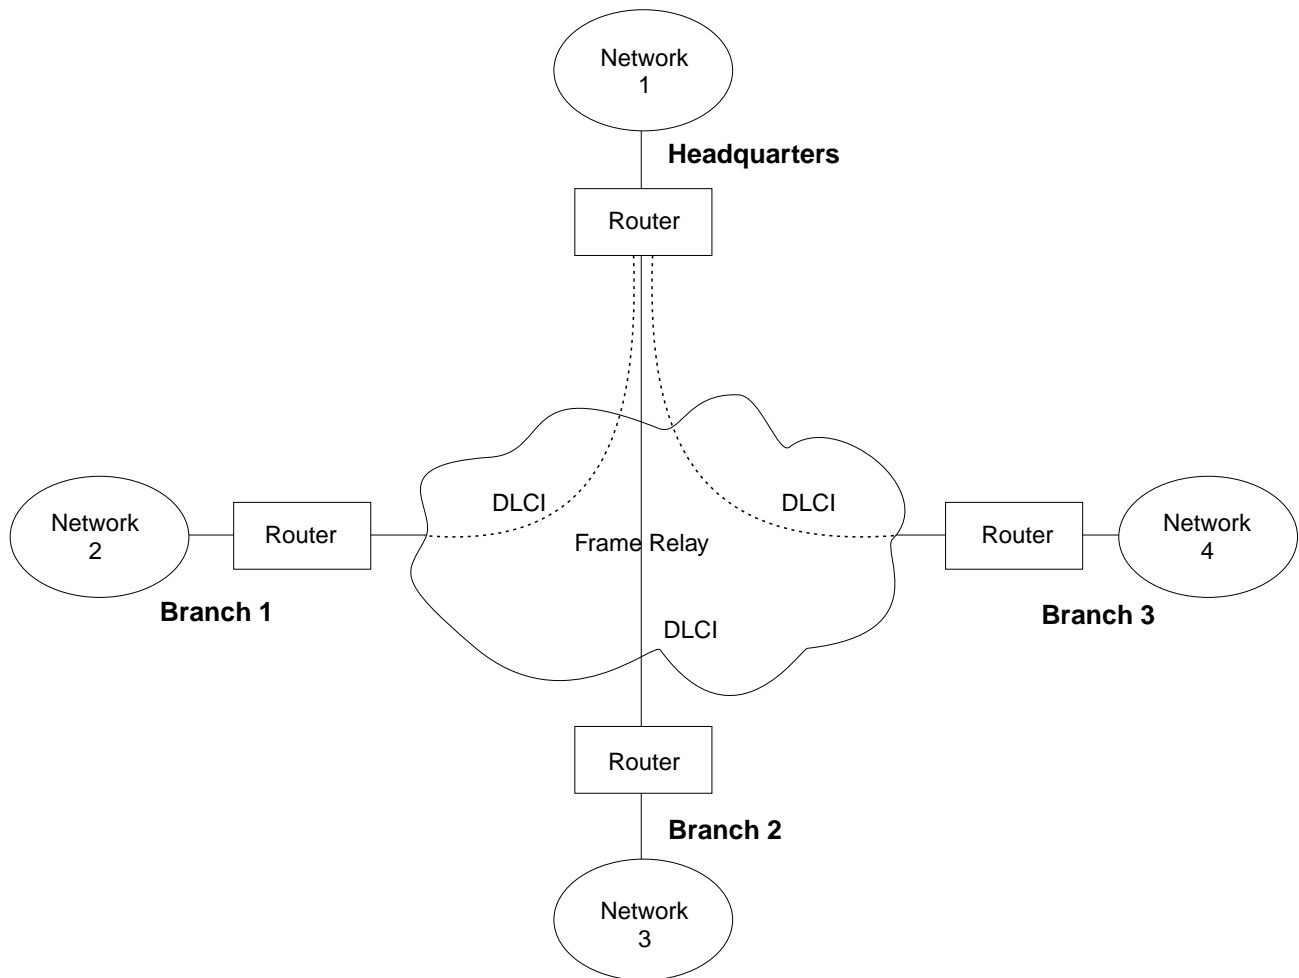 Network
1
Headquarters
Router
DLCI
DLCI
Network
2
Router
Frame Relay
Router
Network
4
Branch 1
Branch 3
DLCI
Router
Branch 2
Network
3